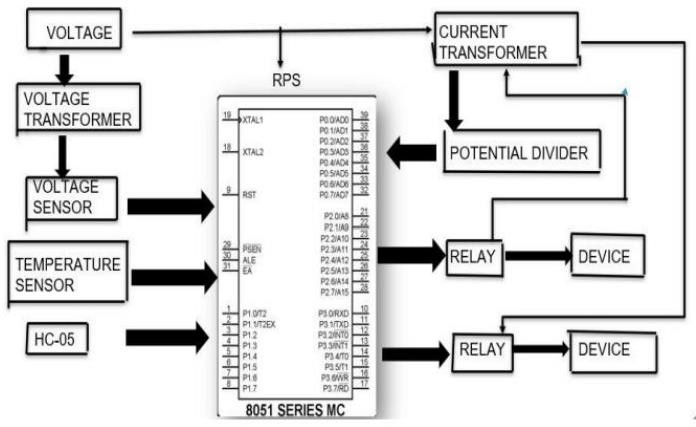 VOLTAGE
CURRENT
TRANSFORMER
RPS
VOLTAGE
TRANSFORMER
POTENTIAL DIVIDER
VOLTAGE
SENSOR
TEMPERATURE
SENSOR
HC-05
RELAY
DEVICE
RELAY
DEVICE
19 XTAL1
18 XTAL2
9 RST
29 PSEN
30 ALE
31 EA
1 P1.0/T2
2 P1.1/T2EX
3 P1.2
4 P1.3
5 P1.4
6 P1.5
7 P1.6
8 P1.7
P0.0/AD0 39
P0.1/AD1 38
P0.2/AD2 37
P0.3/AD3 36
P0.4/AD4 35
P0.5/AD5 34
P0.6/AD6 33
P0.7/AD7 32
P2.0/A8 21
P2.1/A9 22
P2.2/A10 23
P2.3/A11 24
P2.4/A12 25
P2.5/A13 26
P2.6/A14 27
P2.7/A15 28
P3.0/RXD 10
P3.1/TXD 11
P3.2/INT0 12
P3.3/INT1 13
P3.4/T0 14
P3.5/T1 15
P3.6/WR 16
P3.7/RD 17
8051 SERIES MC